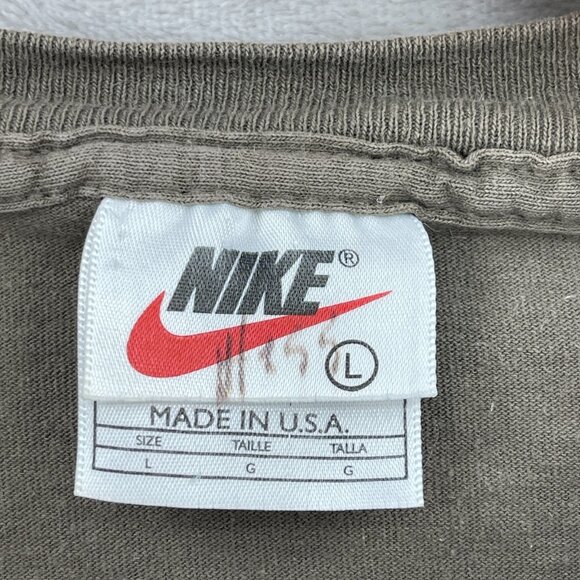 NIKE®
L
MADE IN U.S.A.
SIZE TAILLE TALLA
L G G